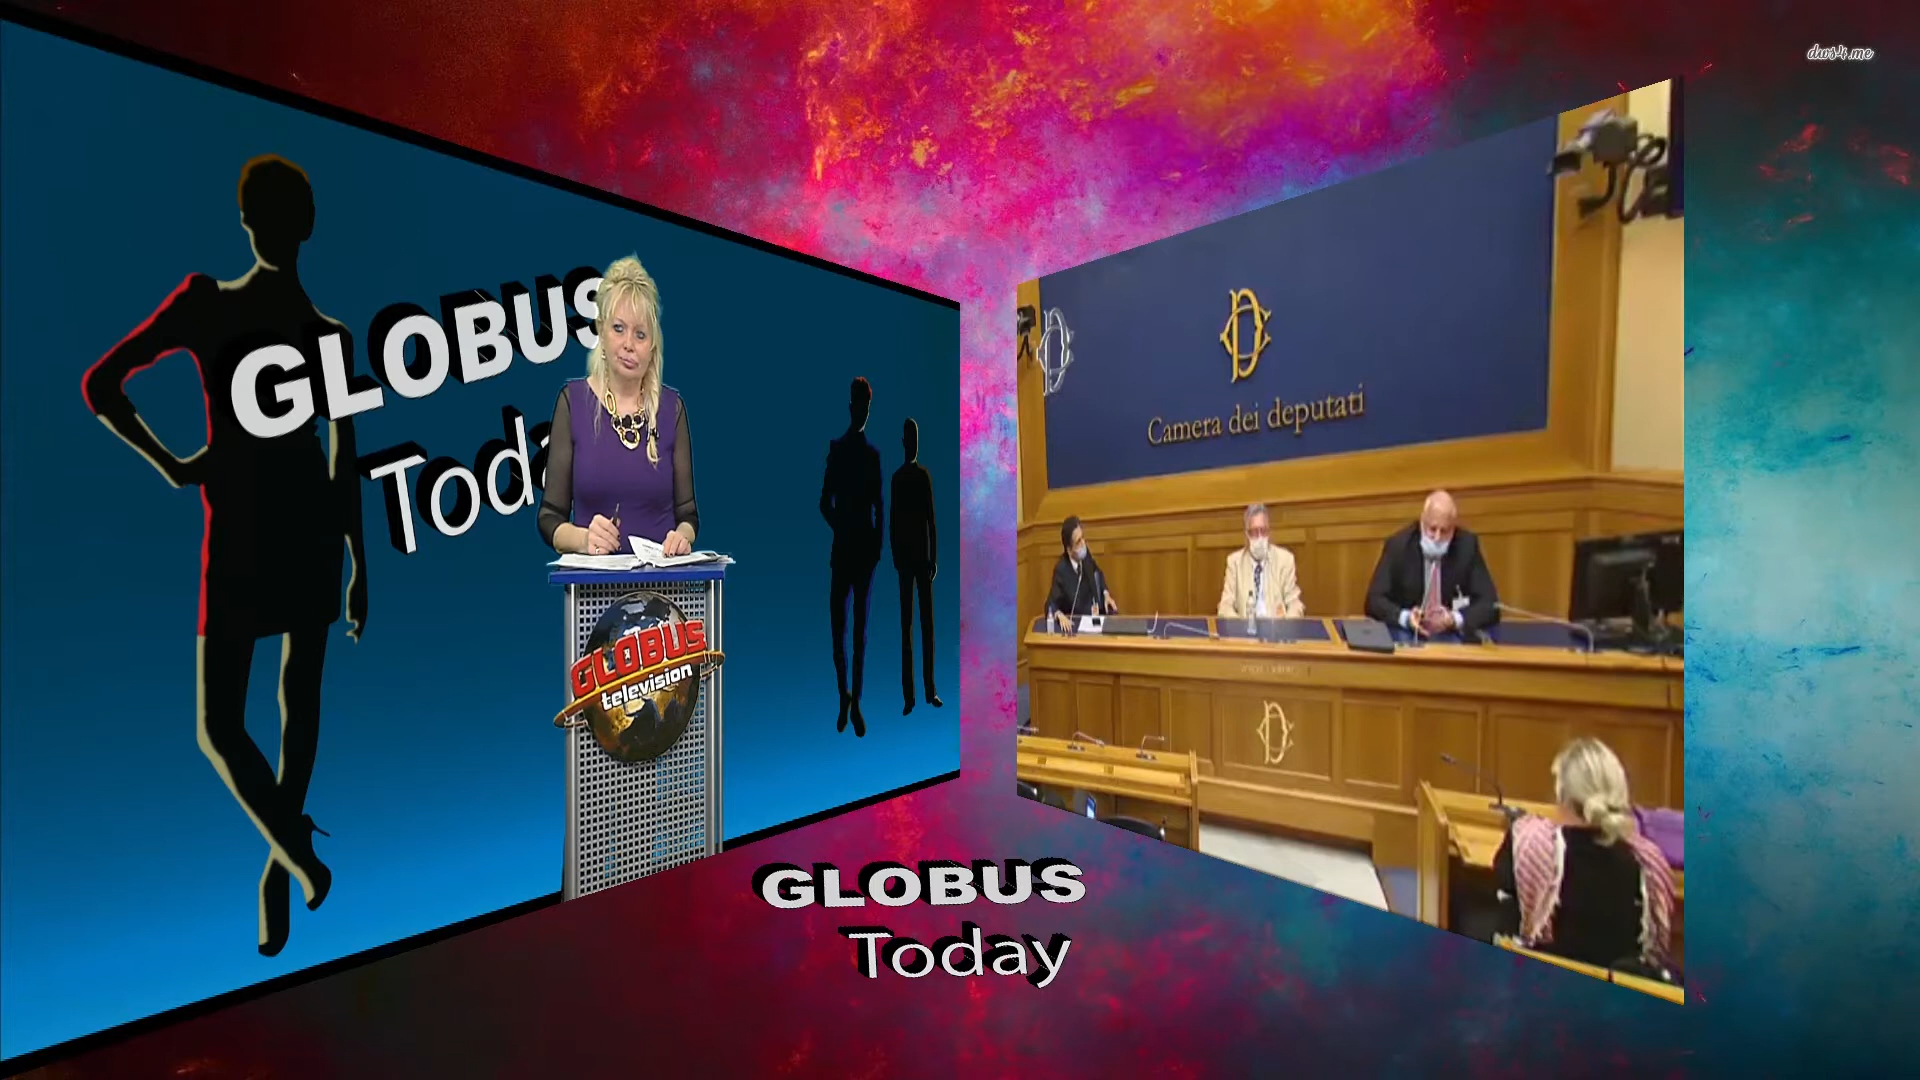 dws4.me
GLOBUS
Toda
GLOBUS
television
Camera dei deputati
GLOBUS
Today